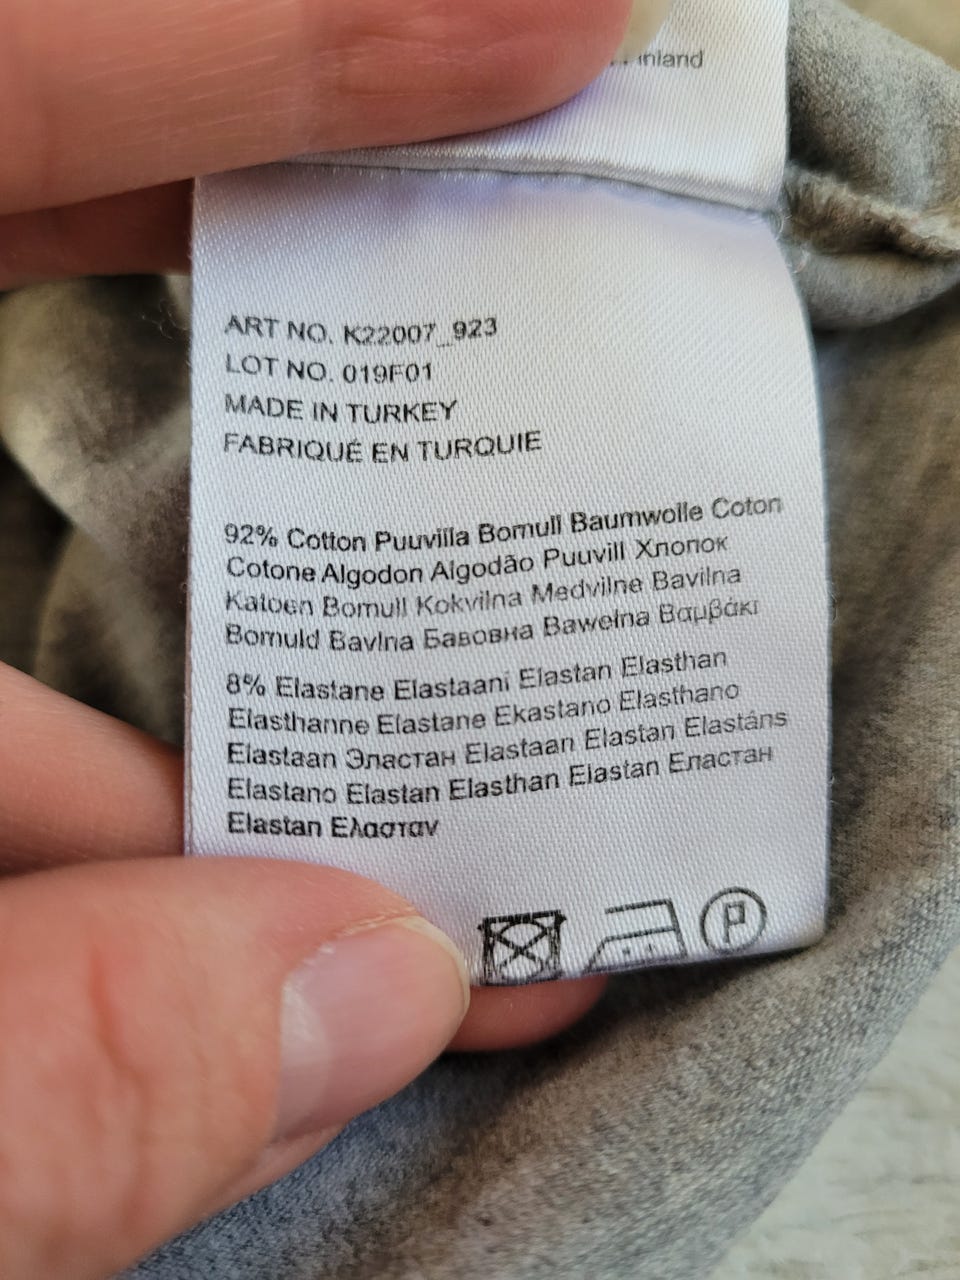 ART NO. K22007_923
LOT NO. 019F01
MADE IN TURKEY
FABRIQUÉ EN TURQUIE
92% Cotton Puuvilla Bomull Baumwolle Coton
Cotone Algodon Algodão Puuvill Хлопок
Katoen Bomull Kokvilna Medvilne Bavilna
Bomuld Bavlna Бавовна Bawełna Βαμβάκι
8% Elastane Elastaani Elastan Elasthan
Elasthanne Elastane Ekastano Elasthano
Elastaan Эластан Elastaan Elastan Elastāns
Elastano Elastan Elasthan Elastan Еластан
Elastan Ελασταν
P